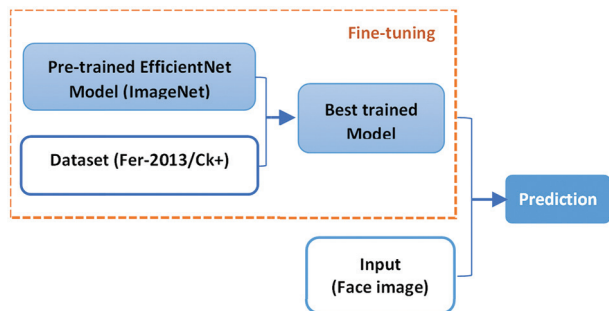 Fine-tuning
Pre-trained EfficientNet
Model (ImageNet)
Best trained
Model
Dataset (Fer-2013/Ck+)
Prediction
Input
(Face image)